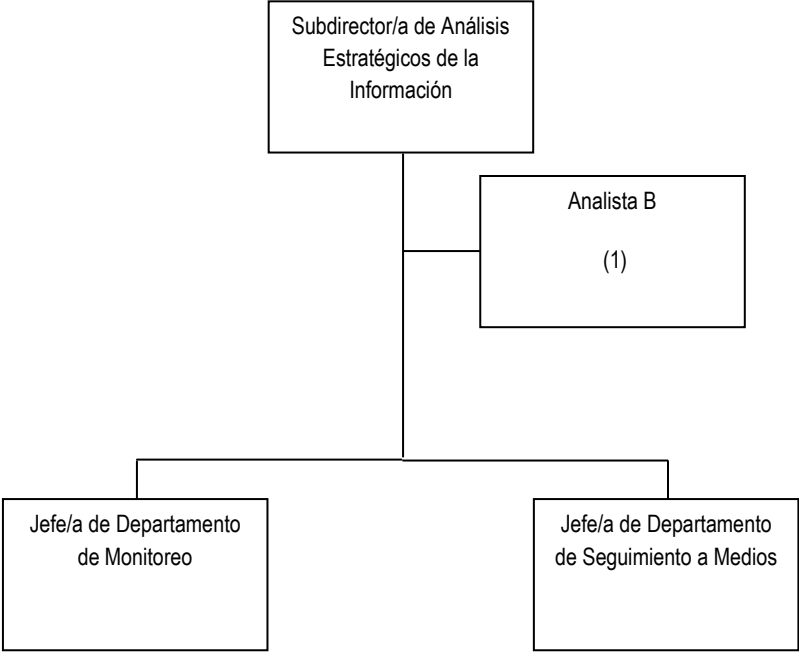 Subdirector/a de Análisis
Estratégicos de la
Información
Analista B
(1)
Jefe/a de Departamento
de Monitoreo
Jefe/a de Departamento
de Seguimiento a Medios